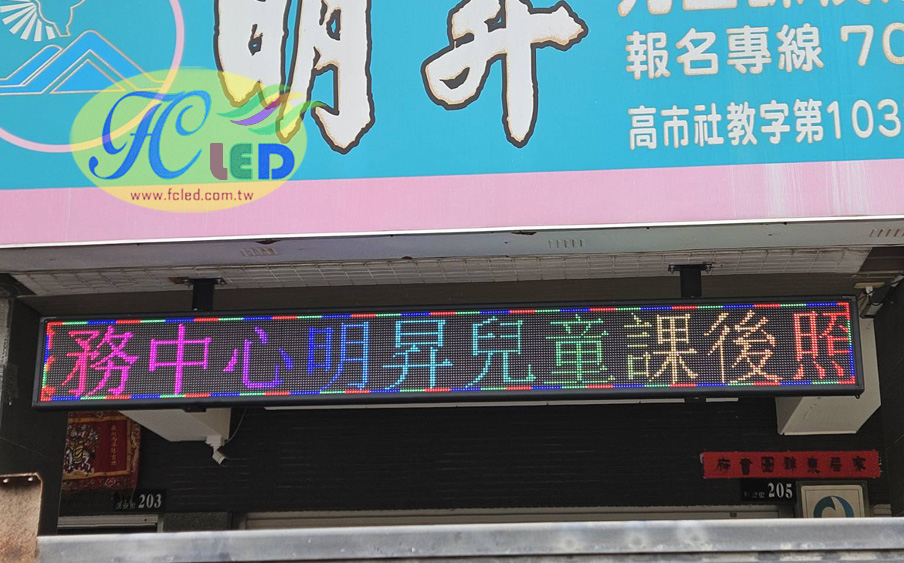 明昇
報名專線 70
高市社教字第103
FC LED
www.fcled.com.tw
務中心明昇兒童課後照
203
205